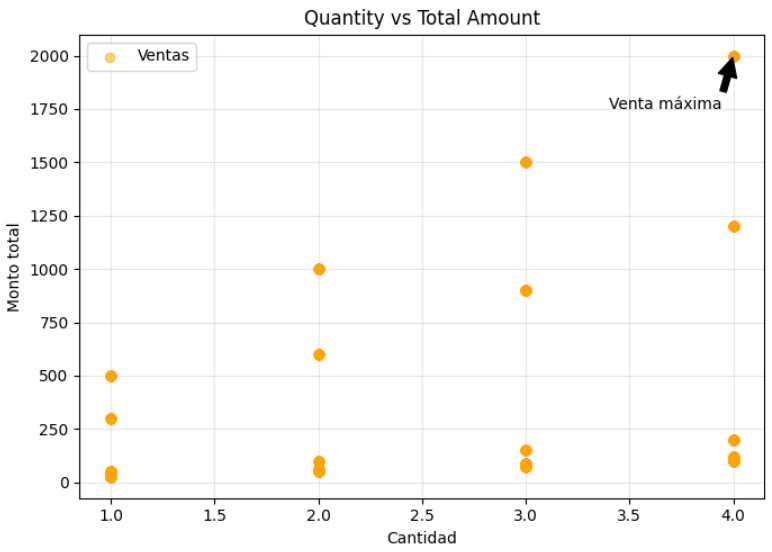 Quantity vs Total Amount
Ventas
Venta máxima
Monto total
2000
1750
1500
1250
1000
750
500
250
0
1.0 1.5 2.0 2.5 3.0 3.5 4.0
Cantidad